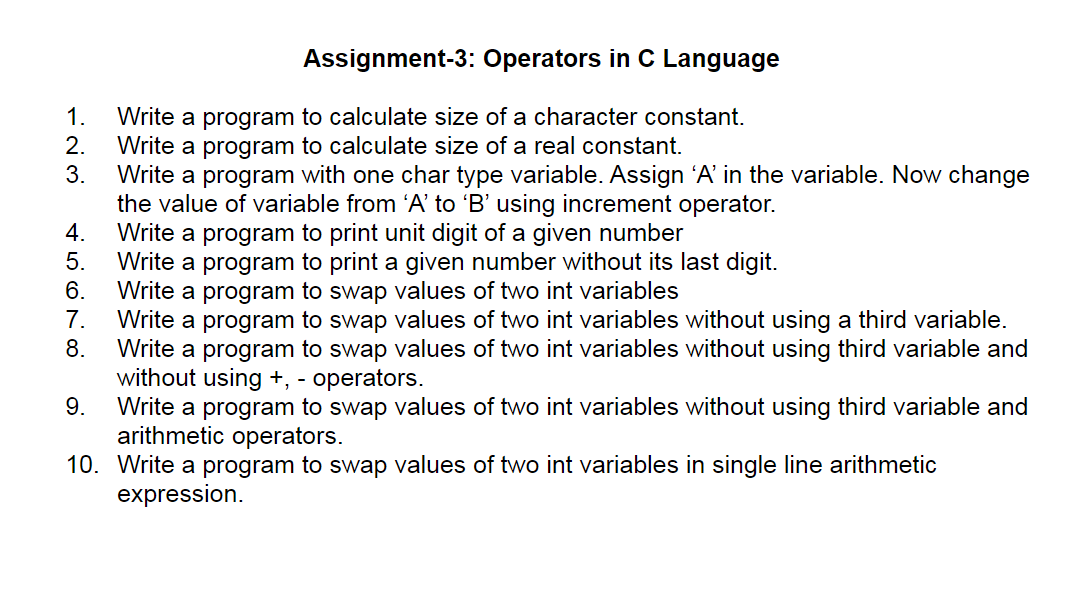 Assignment-3: Operators in C Language
1. Write a program to calculate size of a character constant.
2. Write a program to calculate size of a real constant.
3. Write a program with one char type variable. Assign ‘A’ in the variable. Now change
the value of variable from ‘A’ to ‘B’ using increment operator.
4. Write a program to print unit digit of a given number
5. Write a program to print a given number without its last digit.
6. Write a program to swap values of two int variables
7. Write a program to swap values of two int variables without using a third variable.
8. Write a program to swap values of two int variables without using third variable and
without using +, - operators.
9. Write a program to swap values of two int variables without using third variable and
arithmetic operators.
10. Write a program to swap values of two int variables in single line arithmetic
expression.